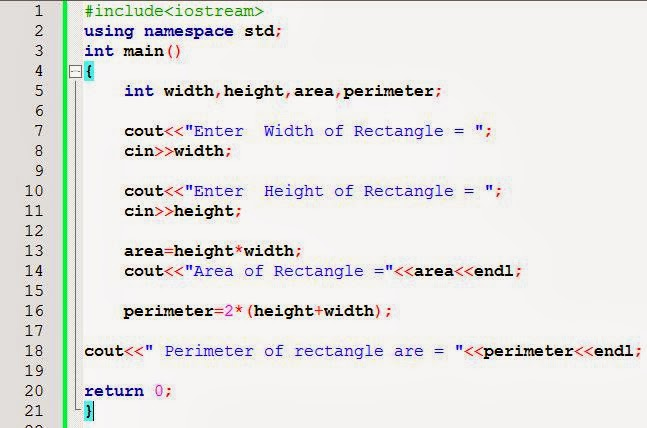 1 #include<iostream>
2 using namespace std;
3 int main()
4 {
5 int width,height,area,perimeter;
6
7 cout<<"Enter  Width of Rectangle = ";
8 cin>>width;
9
10 cout<<"Enter  Height of Rectangle = ";
11 cin>>height;
12
13 area=height*width;
14 cout<<"Area of Rectangle ="<<area<<endl;
15
16 perimeter=2*(height+width);
17
18 cout<<" Perimeter of rectangle are = "<<perimeter<<endl;
19
20 return 0;
21 }